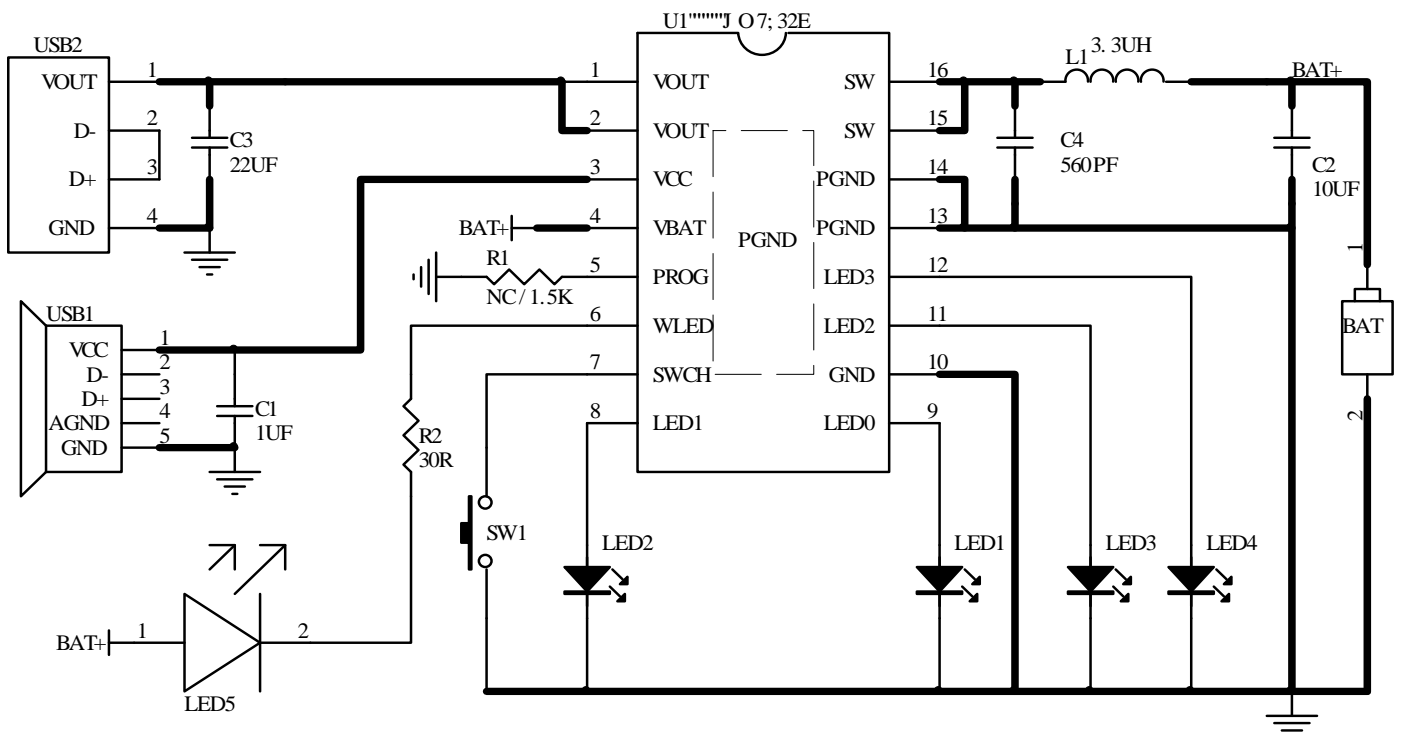 U1"""""J O7; 32E
USB2
VOUT
D-
D+
GND
1
2
3
4
C3
22UF
1
2
3
4
5
6
7
8
VOUT
VOUT
VCC
VBAT
PROG
WLED
SWCH
LED1
PGND
SW
SW
PGND
PGND
LED3
LED2
GND
LED0
16
15
14
13
12
11
10
9
L1
3.3UH
BAT+
C4
560PF
C2
10UF
1
BAT
2
BAT+
R1
NC/1.5K
USB1
VCC
D-
D+
AGND
GND
1
2
3
4
5
C1
1UF
R2
30R
SW1
LED2
LED1
LED3
LED4
BAT+
1
2
LED5